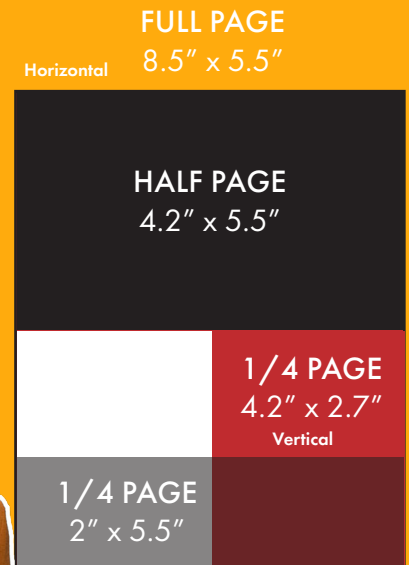 FULL PAGE
Horizontal
8.5” x 5.5”
HALF PAGE
4.2” x 5.5”
1/4 PAGE
4.2” x 2.7”
Vertical
1/4 PAGE
2” x 5.5”